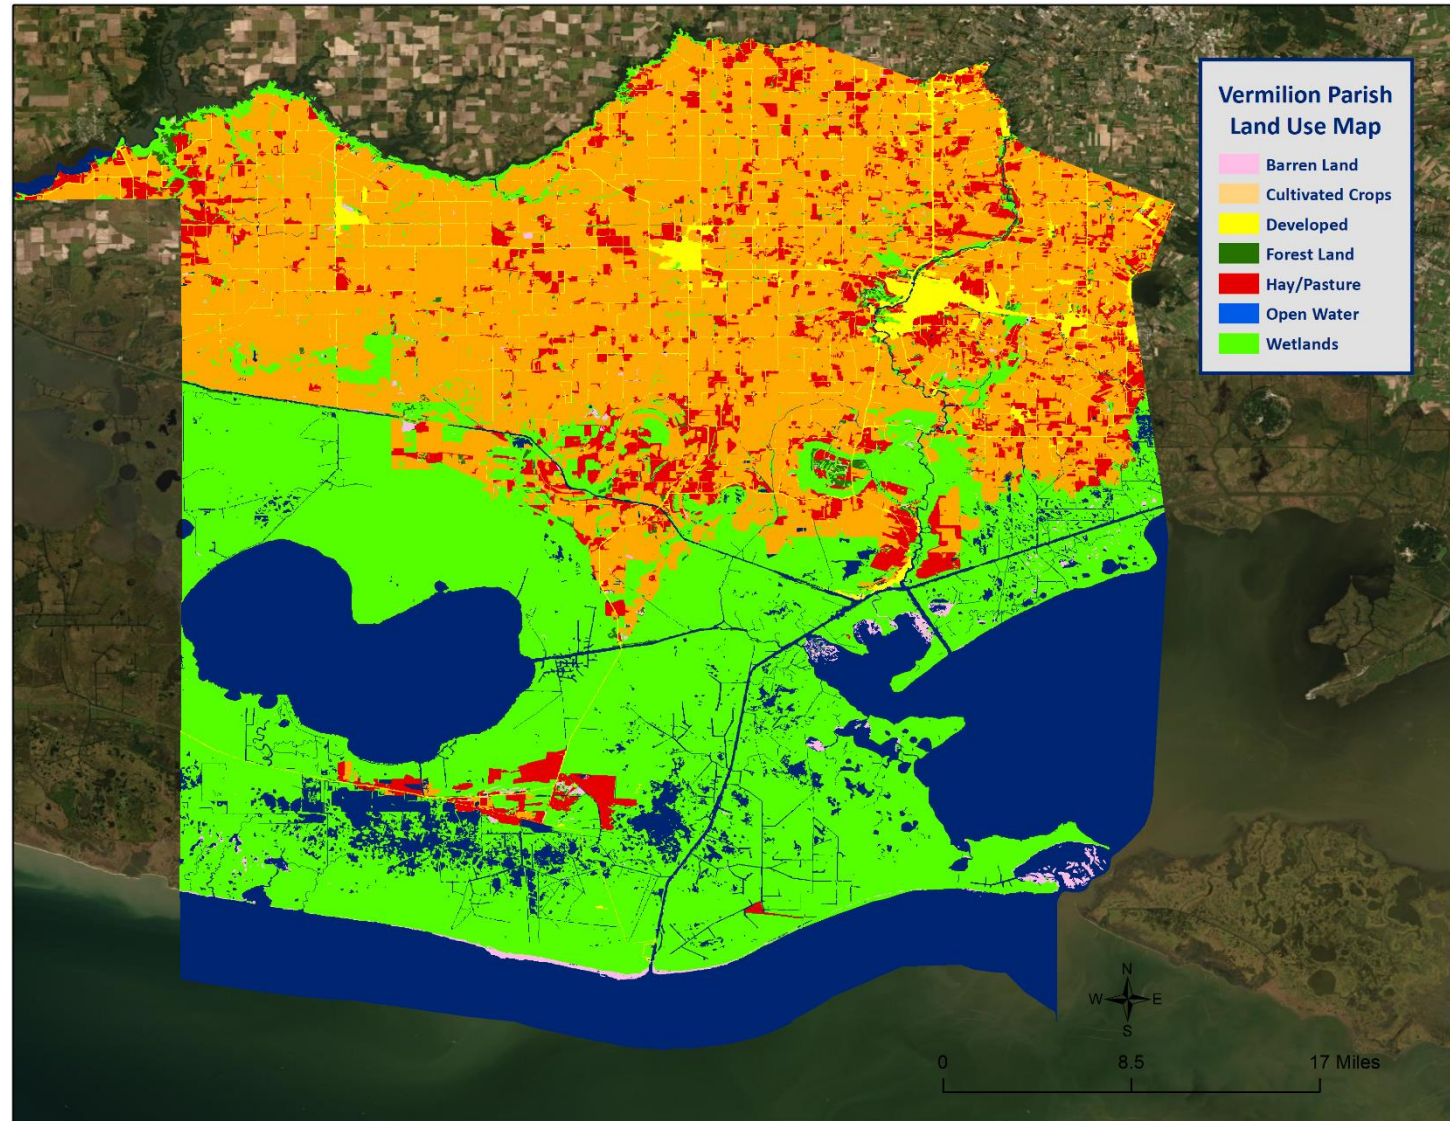 Vermilion Parish
Land Use Map
Barren Land
Cultivated Crops
Developed
Forest Land
Hay/Pasture
Open Water
Wetlands
N
W E
S
0 8.5 17 Miles